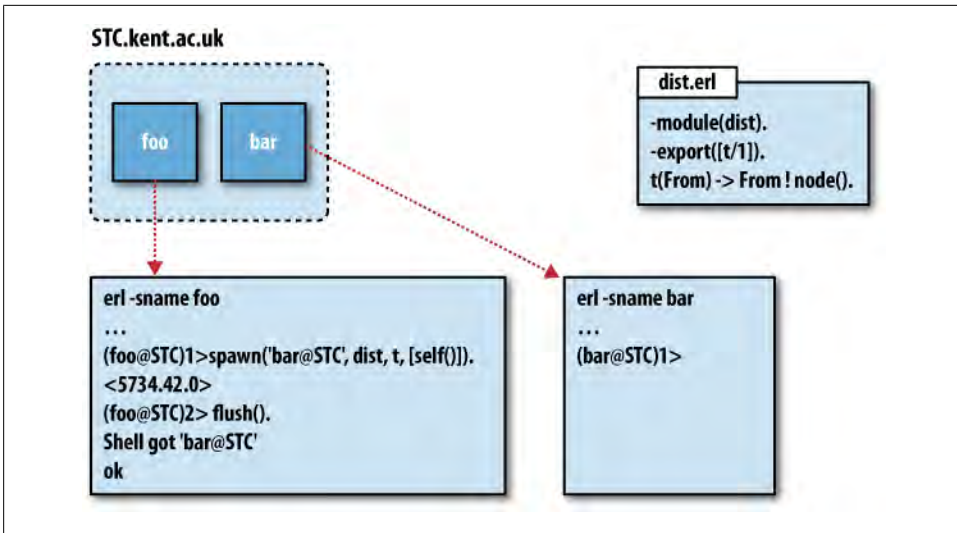 STC.kent.ac.uk
foo
bar
dist.erl
-module(dist).
-export([t/1]).
t(From) -> From ! node().
erl -sname foo
...
(foo@STC)1>spawn('bar@STC', dist, t, [self()]).
<5734.42.0>
(foo@STC)2> flush().
Shell got 'bar@STC'
ok
erl -sname bar
...
(bar@STC)1>